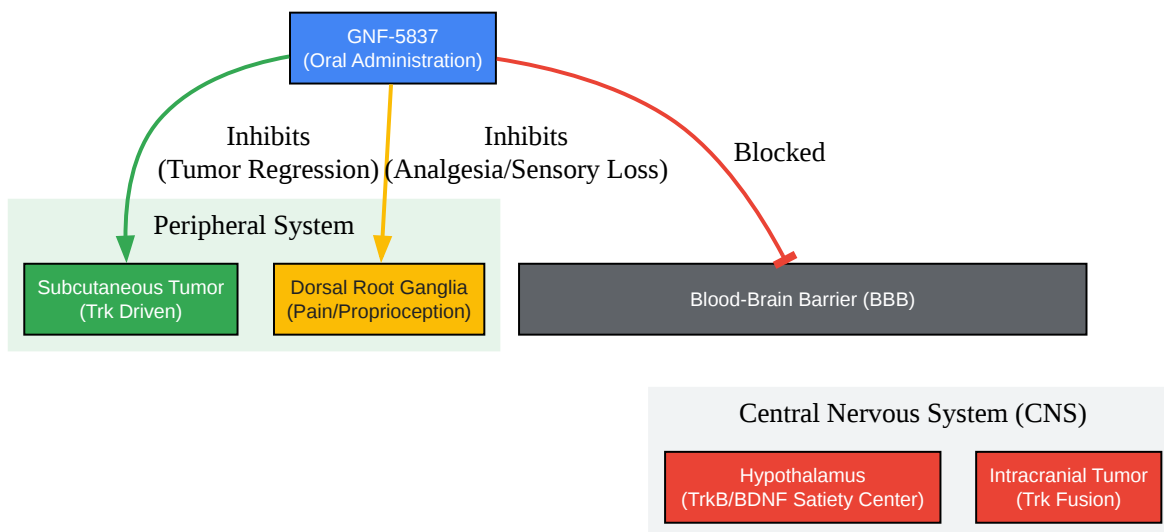 GNF-5837
(Oral Administration)
Inhibits
(Tumor Regression)
Inhibits
(Analgesia/Sensory Loss)
Blocked
Peripheral System
Subcutaneous Tumor
(Trk Driven)
Dorsal Root Ganglia
(Pain/Proprioception)
Blood-Brain Barrier (BBB)
Central Nervous System (CNS)
Hypothalamus
(TrkB/BDNF Satiety Center)
Intracranial Tumor
(Trk Fusion)